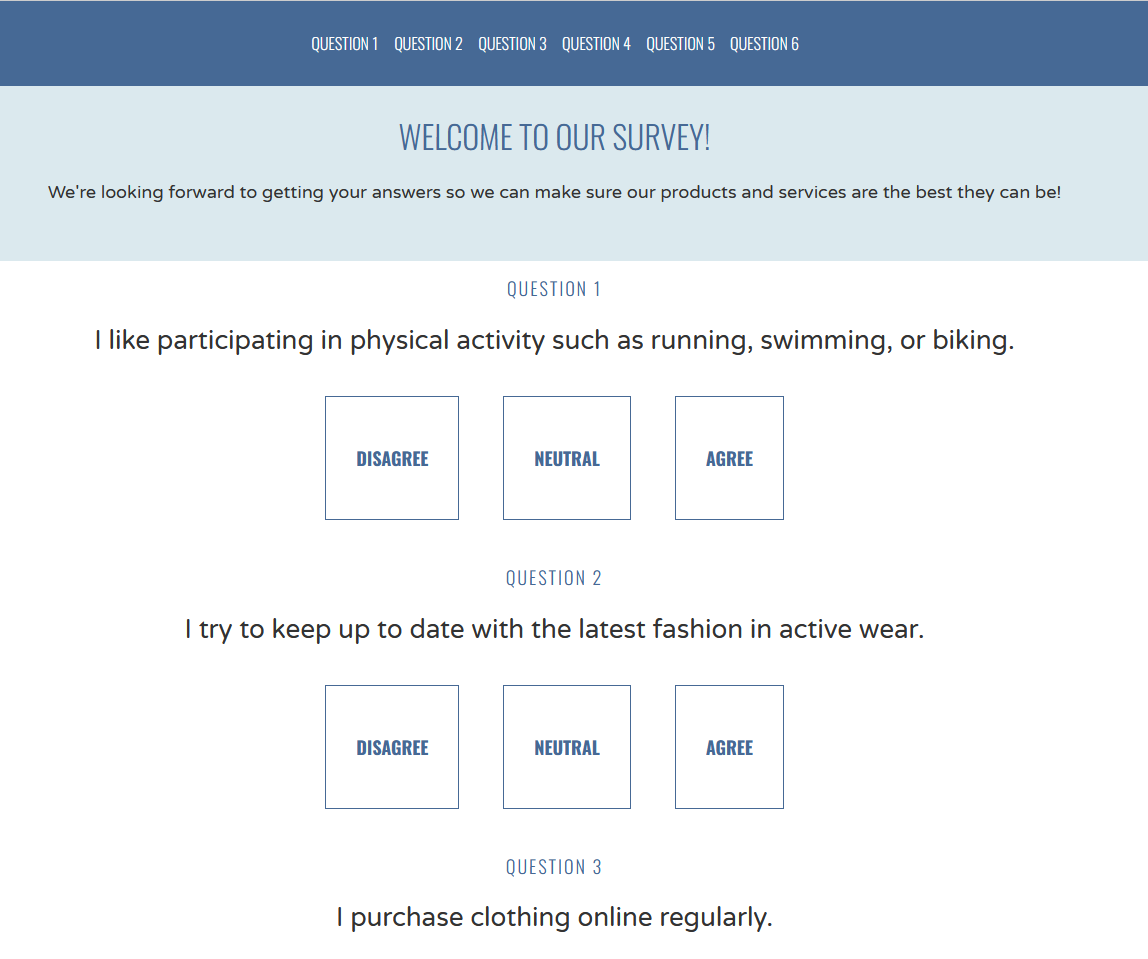 QUESTION 1 QUESTION 2 QUESTION 3 QUESTION 4 QUESTION 5 QUESTION 6
WELCOME TO OUR SURVEY!
We're looking forward to getting your answers so we can make sure our products and services are the best they can be!
QUESTION 1
I like participating in physical activity such as running, swimming, or biking.
DISAGREE NEUTRAL AGREE
QUESTION 2
I try to keep up to date with the latest fashion in active wear.
DISAGREE NEUTRAL AGREE
QUESTION 3
I purchase clothing online regularly.